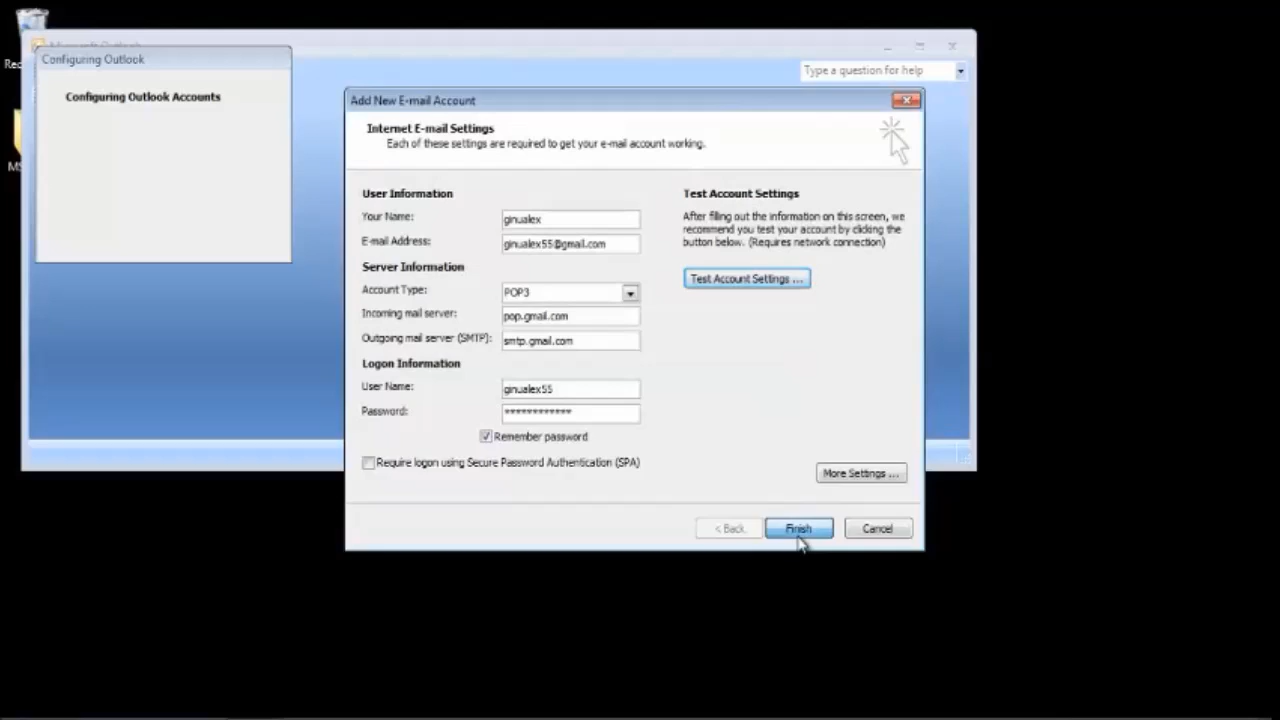 Rec
MS
Type a question for help
Configuring Outlook
Configuring Outlook Accounts
Add New E-mail Account
Internet E-mail Settings
Each of these settings are required to get your e-mail account working.
User Information
Your Name:
ginualex
E-mail Address:
ginualex55@gmail.com
Server Information
Account Type:
POP3
Incoming mail server:
pop.gmail.com
Outgoing mail server (SMTP):
smtp.gmail.com
Logon Information
User Name:
ginualex55
Password:
************
Remember password
Require logon using Secure Password Authentication (SPA)
Test Account Settings
After filling out the information on this screen, we
recommend you test your account by clicking the
button below. (Requires network connection)
Test Account Settings ...
More Settings ...
< Back
Finish
Cancel